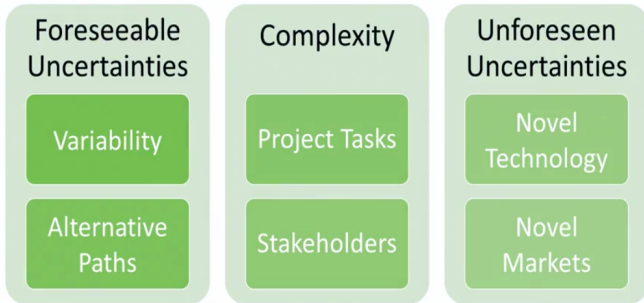 Foreseeable
Uncertainties
Variability
Alternative
Paths
Complexity
Project Tasks
Stakeholders
Unforeseen
Uncertainties
Novel
Technology
Novel
Markets